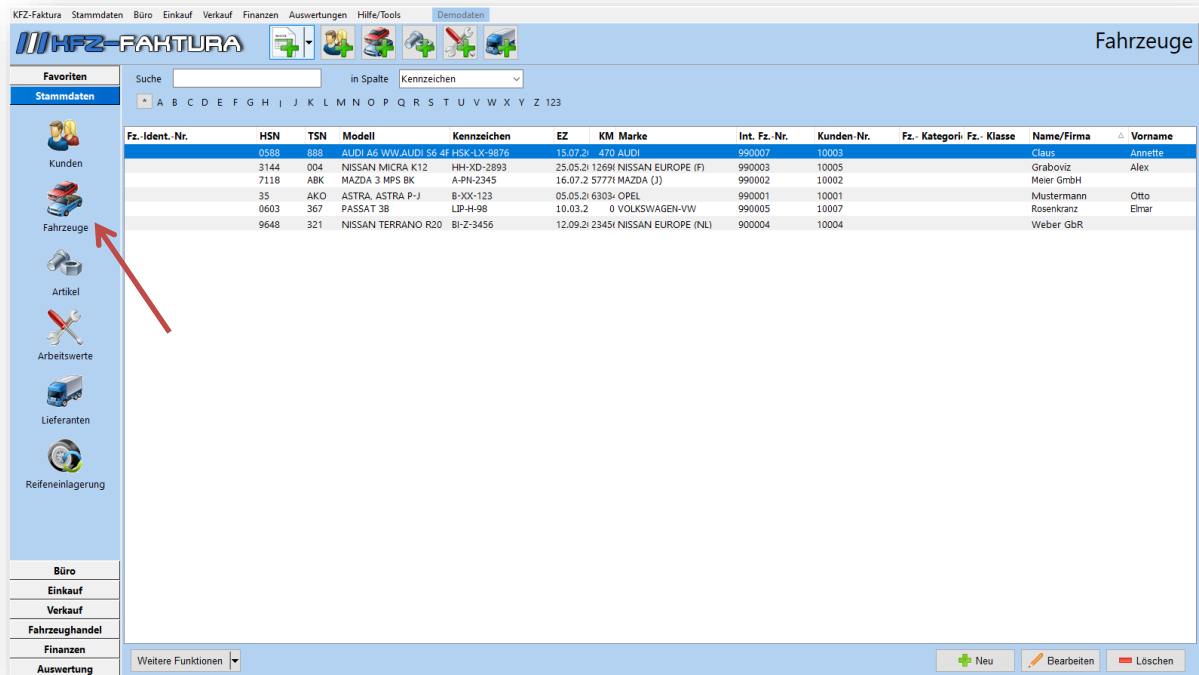 KFZ-Faktura Stammdaten Büro Einkauf Verkauf Finanzen Auswertungen Hilfe/Tools Demodaten
KFZ-FAKTURA
Fahrzeuge
Favoriten
Stammdaten
Kunden
Fahrzeuge
Artikel
Arbeitswerte
Lieferanten
Reifeneinlagerung
Büro
Einkauf
Verkauf
Fahrzeughandel
Finanzen
Auswertung
Suche in Spalte Kennzeichen
* A B C D E F G H I J K L M N O P Q R S T U V W X Y Z 123
Fz.-Ident.-Nr. HSN TSN Modell Kennzeichen EZ KM Marke Int. Fz.-Nr. Kunden-Nr. Fz.- Kategori Fz.- Klasse Name/Firma Vorname
0588 888 AUDI A6 WW.AUDI S6 4F HSK-LX-9876 15.07.2 470 AUDI 990007 10003 Claus Annette
3144 004 NISSAN MICRA K12 HH-XD-2893 25.05.2 1269 NISSAN EUROPE (F) 990003 10005 Graboviz Alex
7118 ABK MAZDA 3 MPS BK A-PN-2345 16.07.2 5777 MAZDA (J) 990002 10002 Meier GmbH
35 AKO ASTRA, ASTRA P-J B-XX-123 05.05.2 6303 OPEL 990001 10001 Mustermann Otto
0603 367 PASSAT 3B LIP-H-98 10.03.2 0 VOLKSWAGEN-VW 990005 10007 Rosenkranz Elmar
9648 321 NISSAN TERRANO R20 BI-Z-3456 12.09.2 2345 NISSAN EUROPE (NL) 900004 10004 Weber GbR
Weitere Funktionen Neu Bearbeiten Löschen